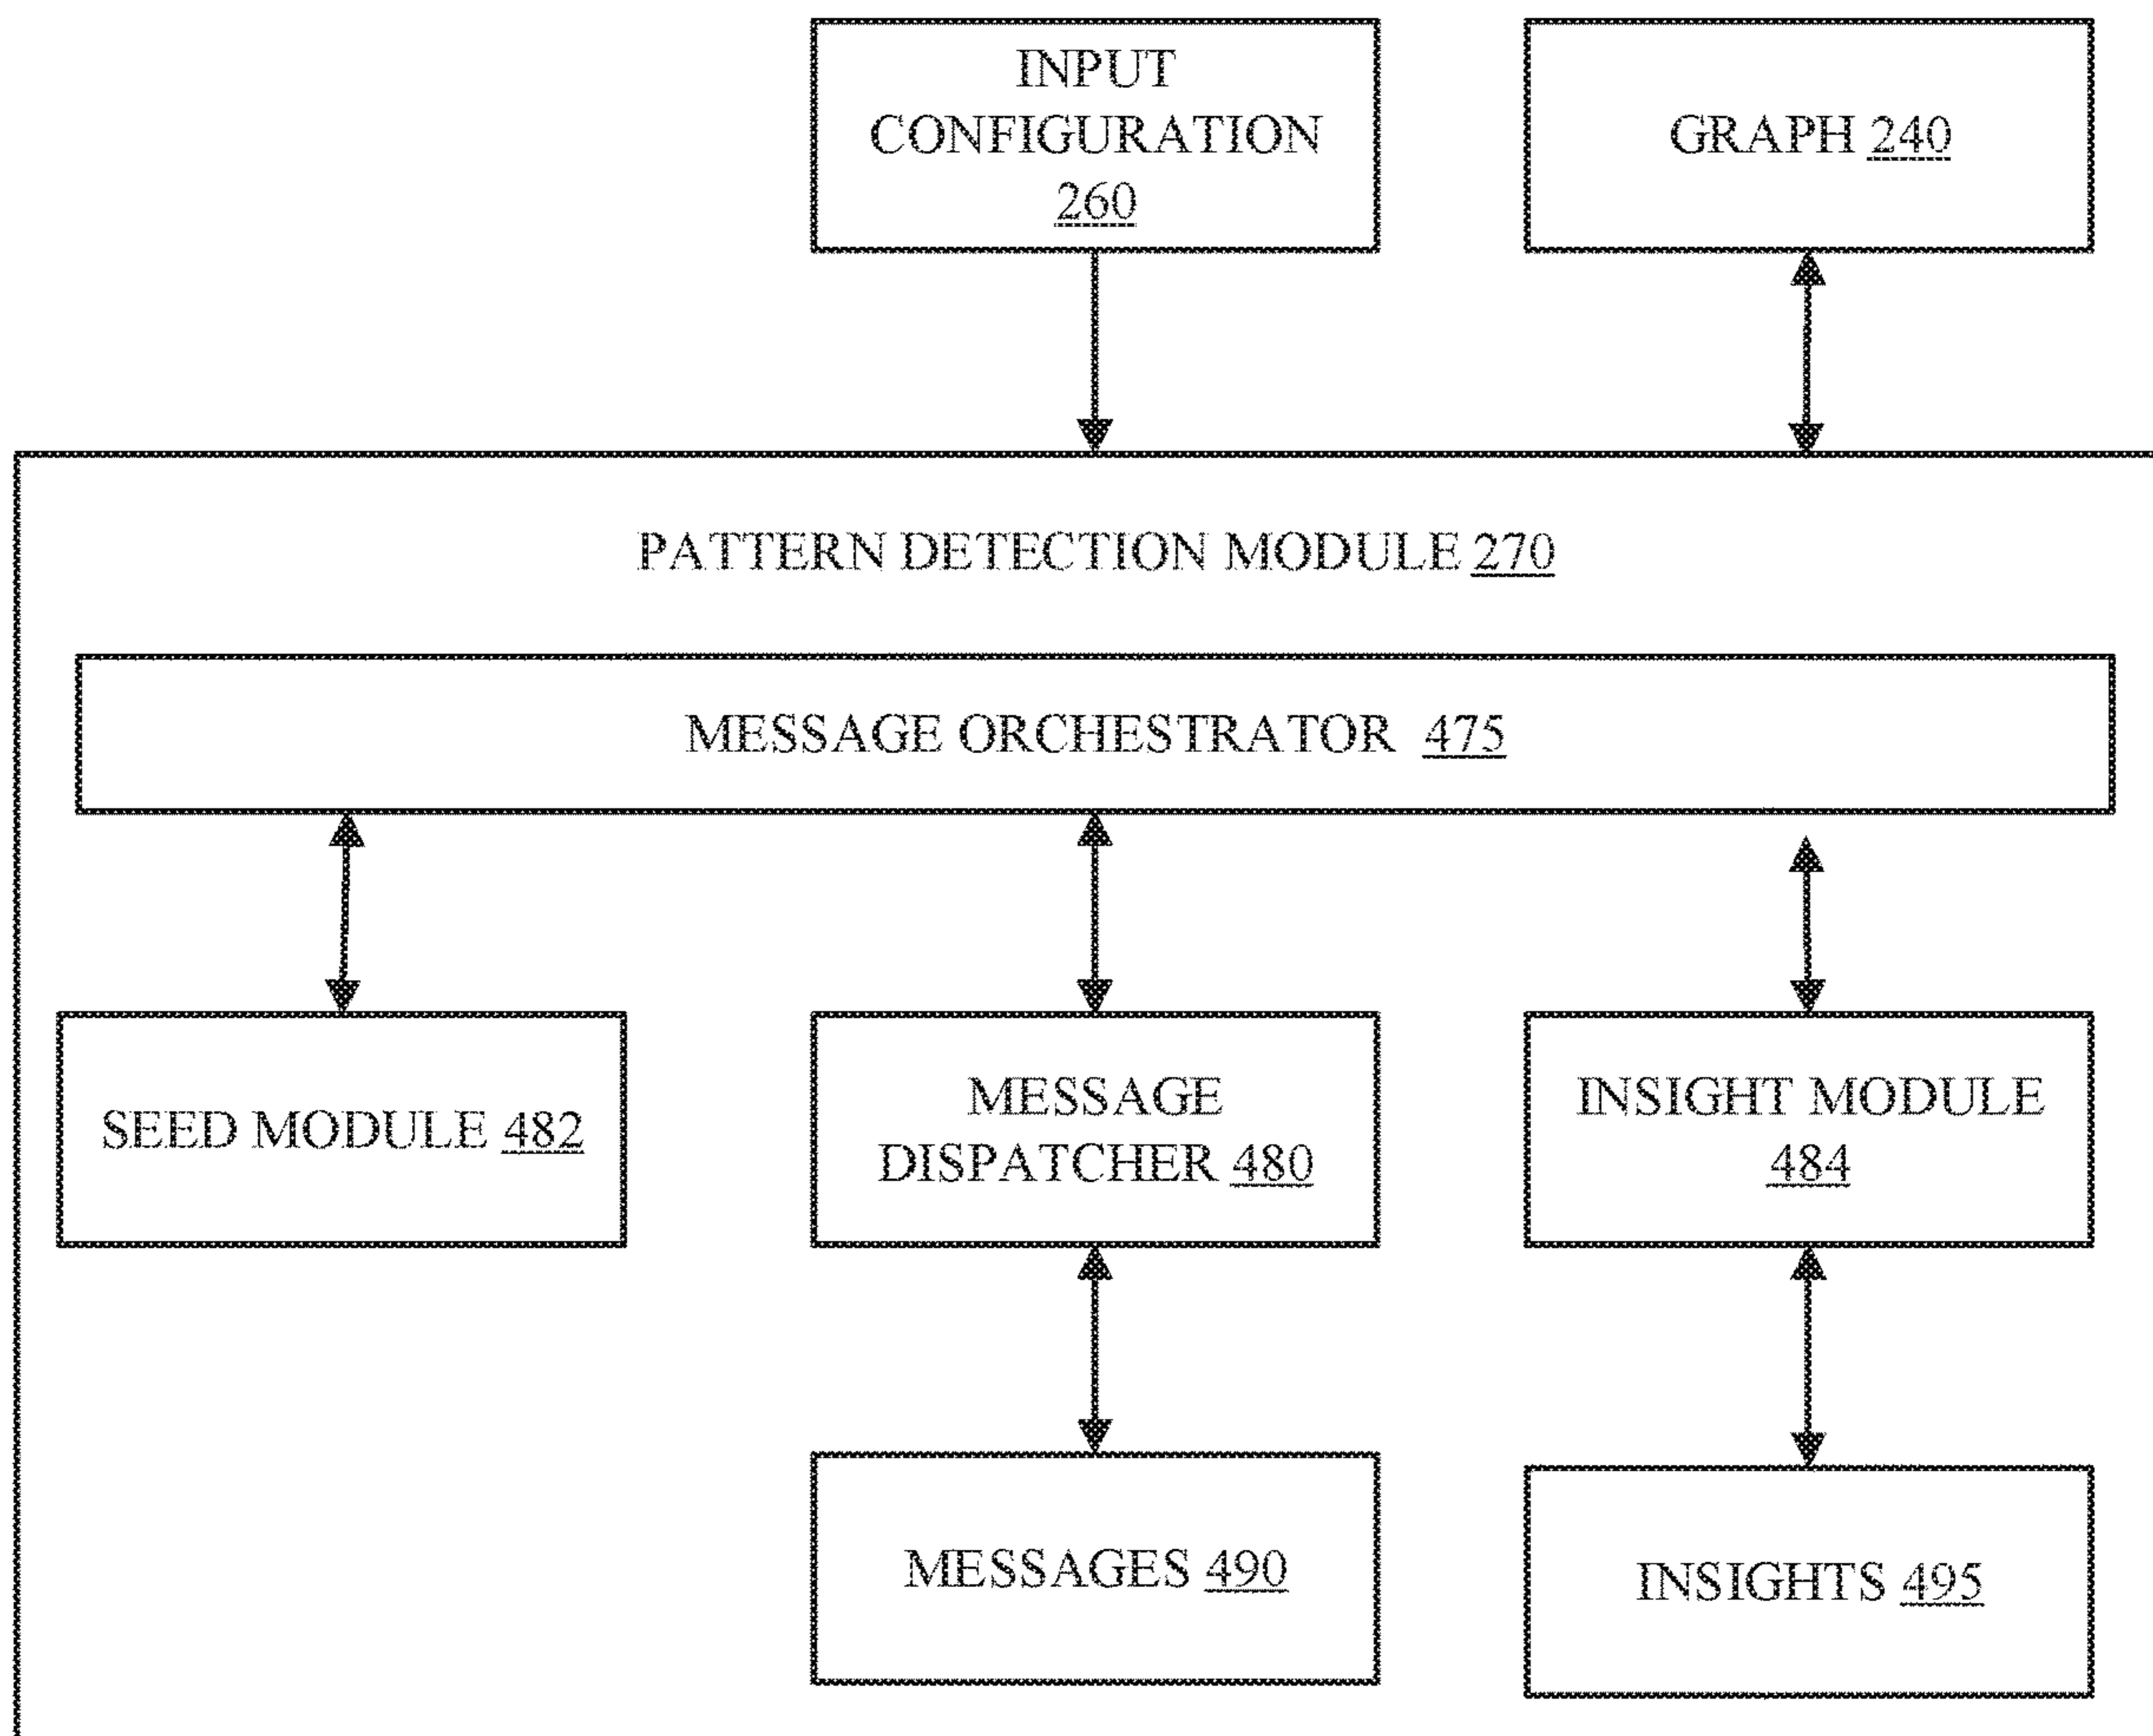 INPUT
CONFIGURATION
260
GRAPH 240
PATTERN DETECTION MODULE 270
MESSAGE ORCHESTRATOR 475
SEED MODULE 482
MESSAGE
DISPATCHER 480
INSIGHT MODULE
484
MESSAGES 490
INSIGHTS 495